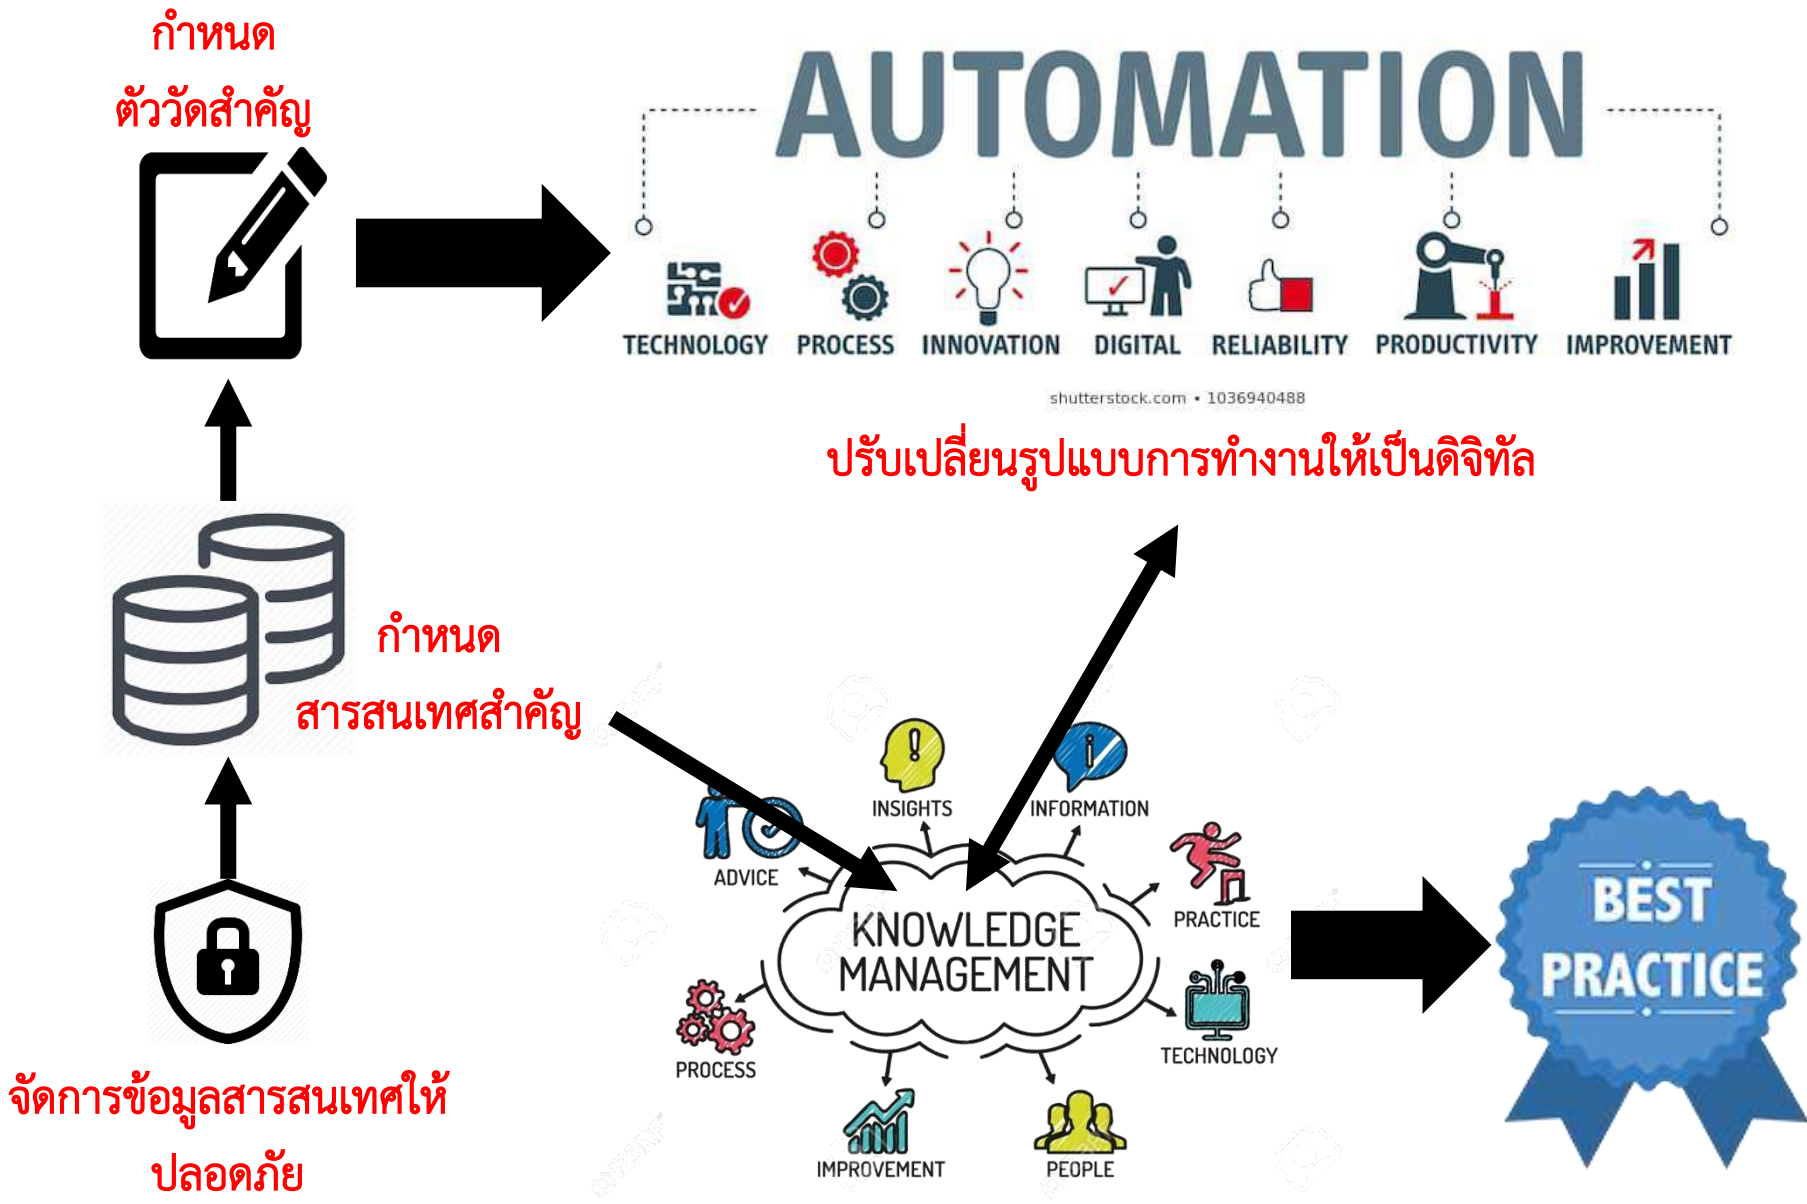 กำหนด
ตัววัดสำคัญ
AUTOMATION
TECHNOLOGY PROCESS INNOVATION DIGITAL RELIABILITY PRODUCTIVITY IMPROVEMENT
shutterstock.com • 1036940488
ปรับเปลี่ยนรูปแบบการทำงานให้เป็นดิจิทัล
กำหนด
สารสนเทศสำคัญ
จัดการข้อมูลสารสนเทศให้
ปลอดภัย
INSIGHTS
INFORMATION
ADVICE
PRACTICE
KNOWLEDGE
MANAGEMENT
TECHNOLOGY
PROCESS
IMPROVEMENT
PEOPLE
BEST
PRACTICE